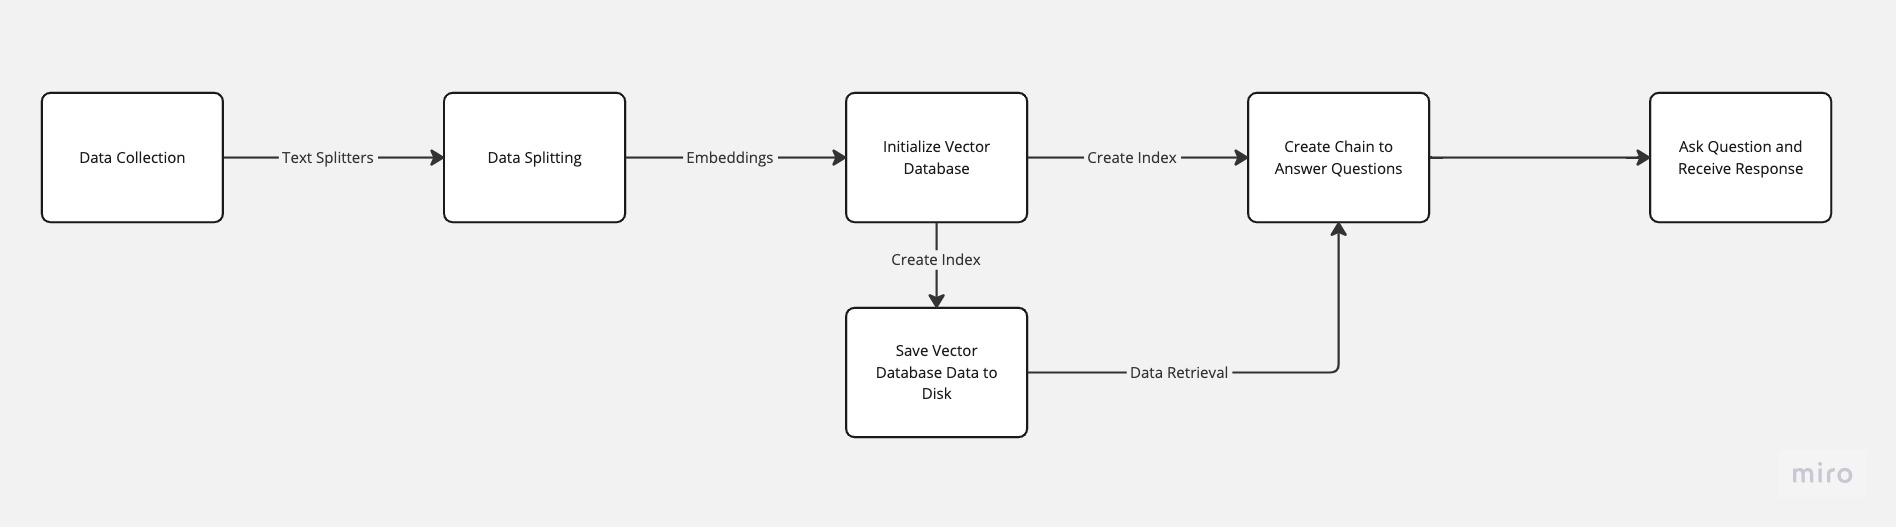 Data Collection
Text Splitters
Data Splitting
Embeddings
Initialize Vector
Database
Create Index
Create Chain to
Answer Questions
Ask Question and
Receive Response
Create Index
Save Vector
Database Data to
Disk
Data Retrieval
miro